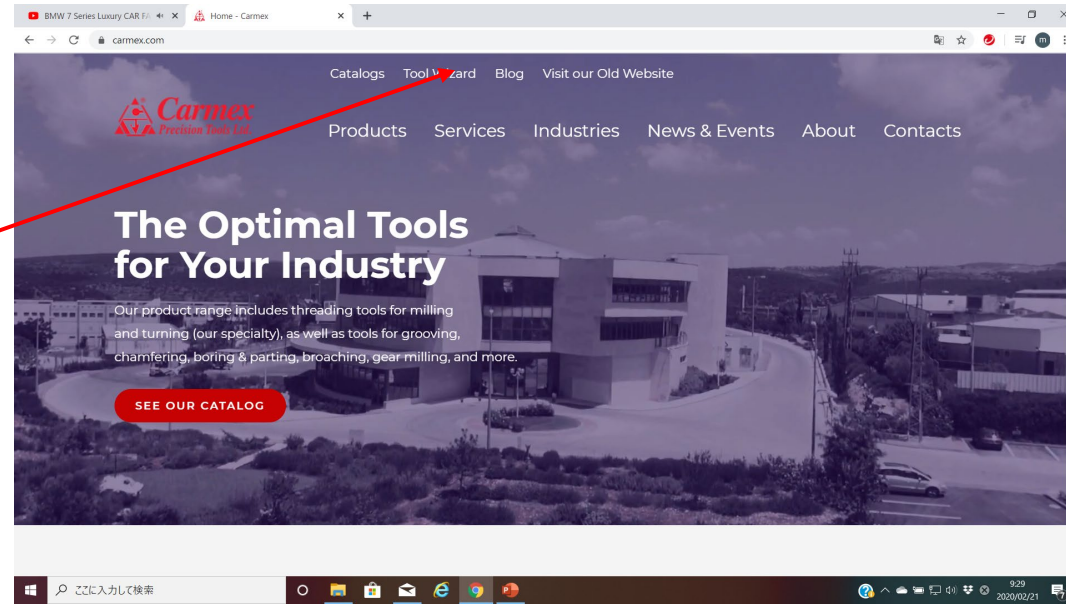 BMW 7 Series Luxury CAR FA
Home - Carmex
carmex.com
m
Catalogs Tool Wizard Blog Visit our Old Website
Carmex
Precision Tools Ltd.
Products Services Industries News & Events About Contacts
The Optimal Tools
for Your Industry
Our product range includes threading tools for milling
and turning (our specialty), as well as tools for grooving,
chamfering, boring & parting, broaching, gear milling, and more.
SEE OUR CATALOG
ここに入力して検索
9:29
2020/02/21